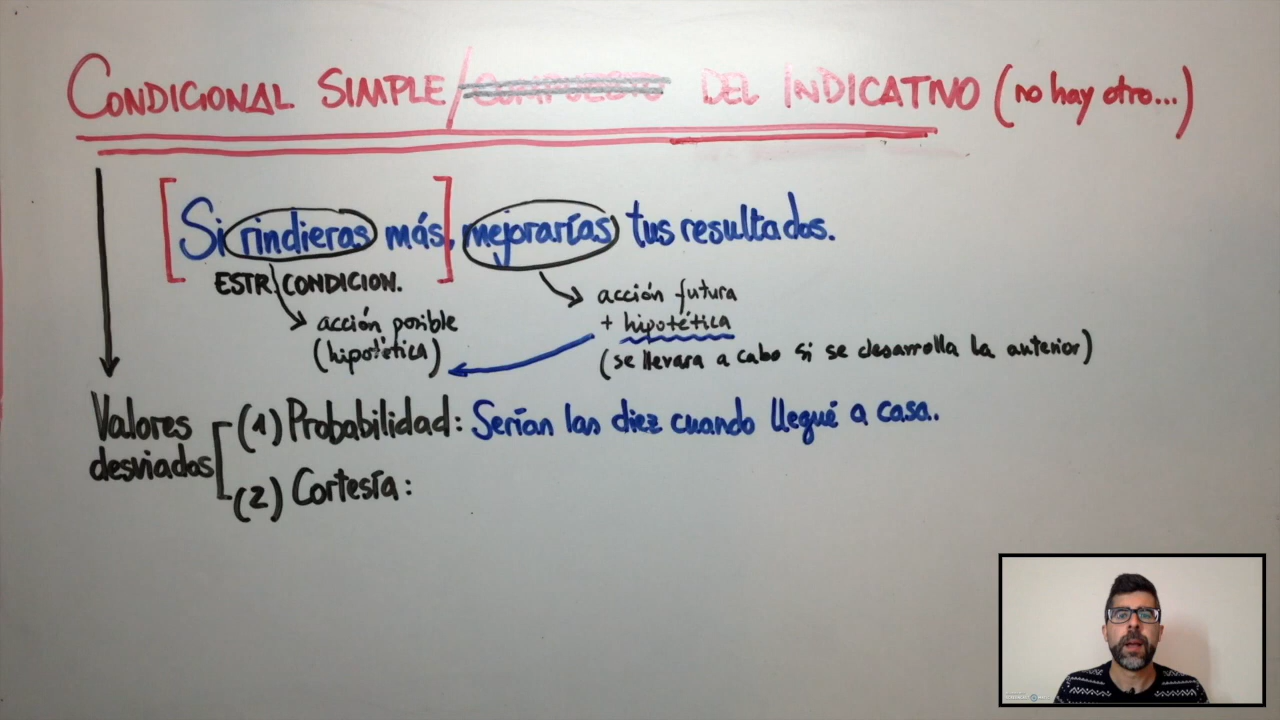 CONDICIONAL SIMPLE/COMPUESTO DEL INDICATIVO (no hay otro...)
[Si rindieras más,] mejorarías tus resultados.
ESTR. CONDICION.
acción posible
(hipotética)
acción futura
+ hipotética
(se llevara a cabo si se desarrolla la anterior)
Valores
desviados
(1) Probabilidad: Serían las diez cuando llegué a casa.
(2) Cortesía: